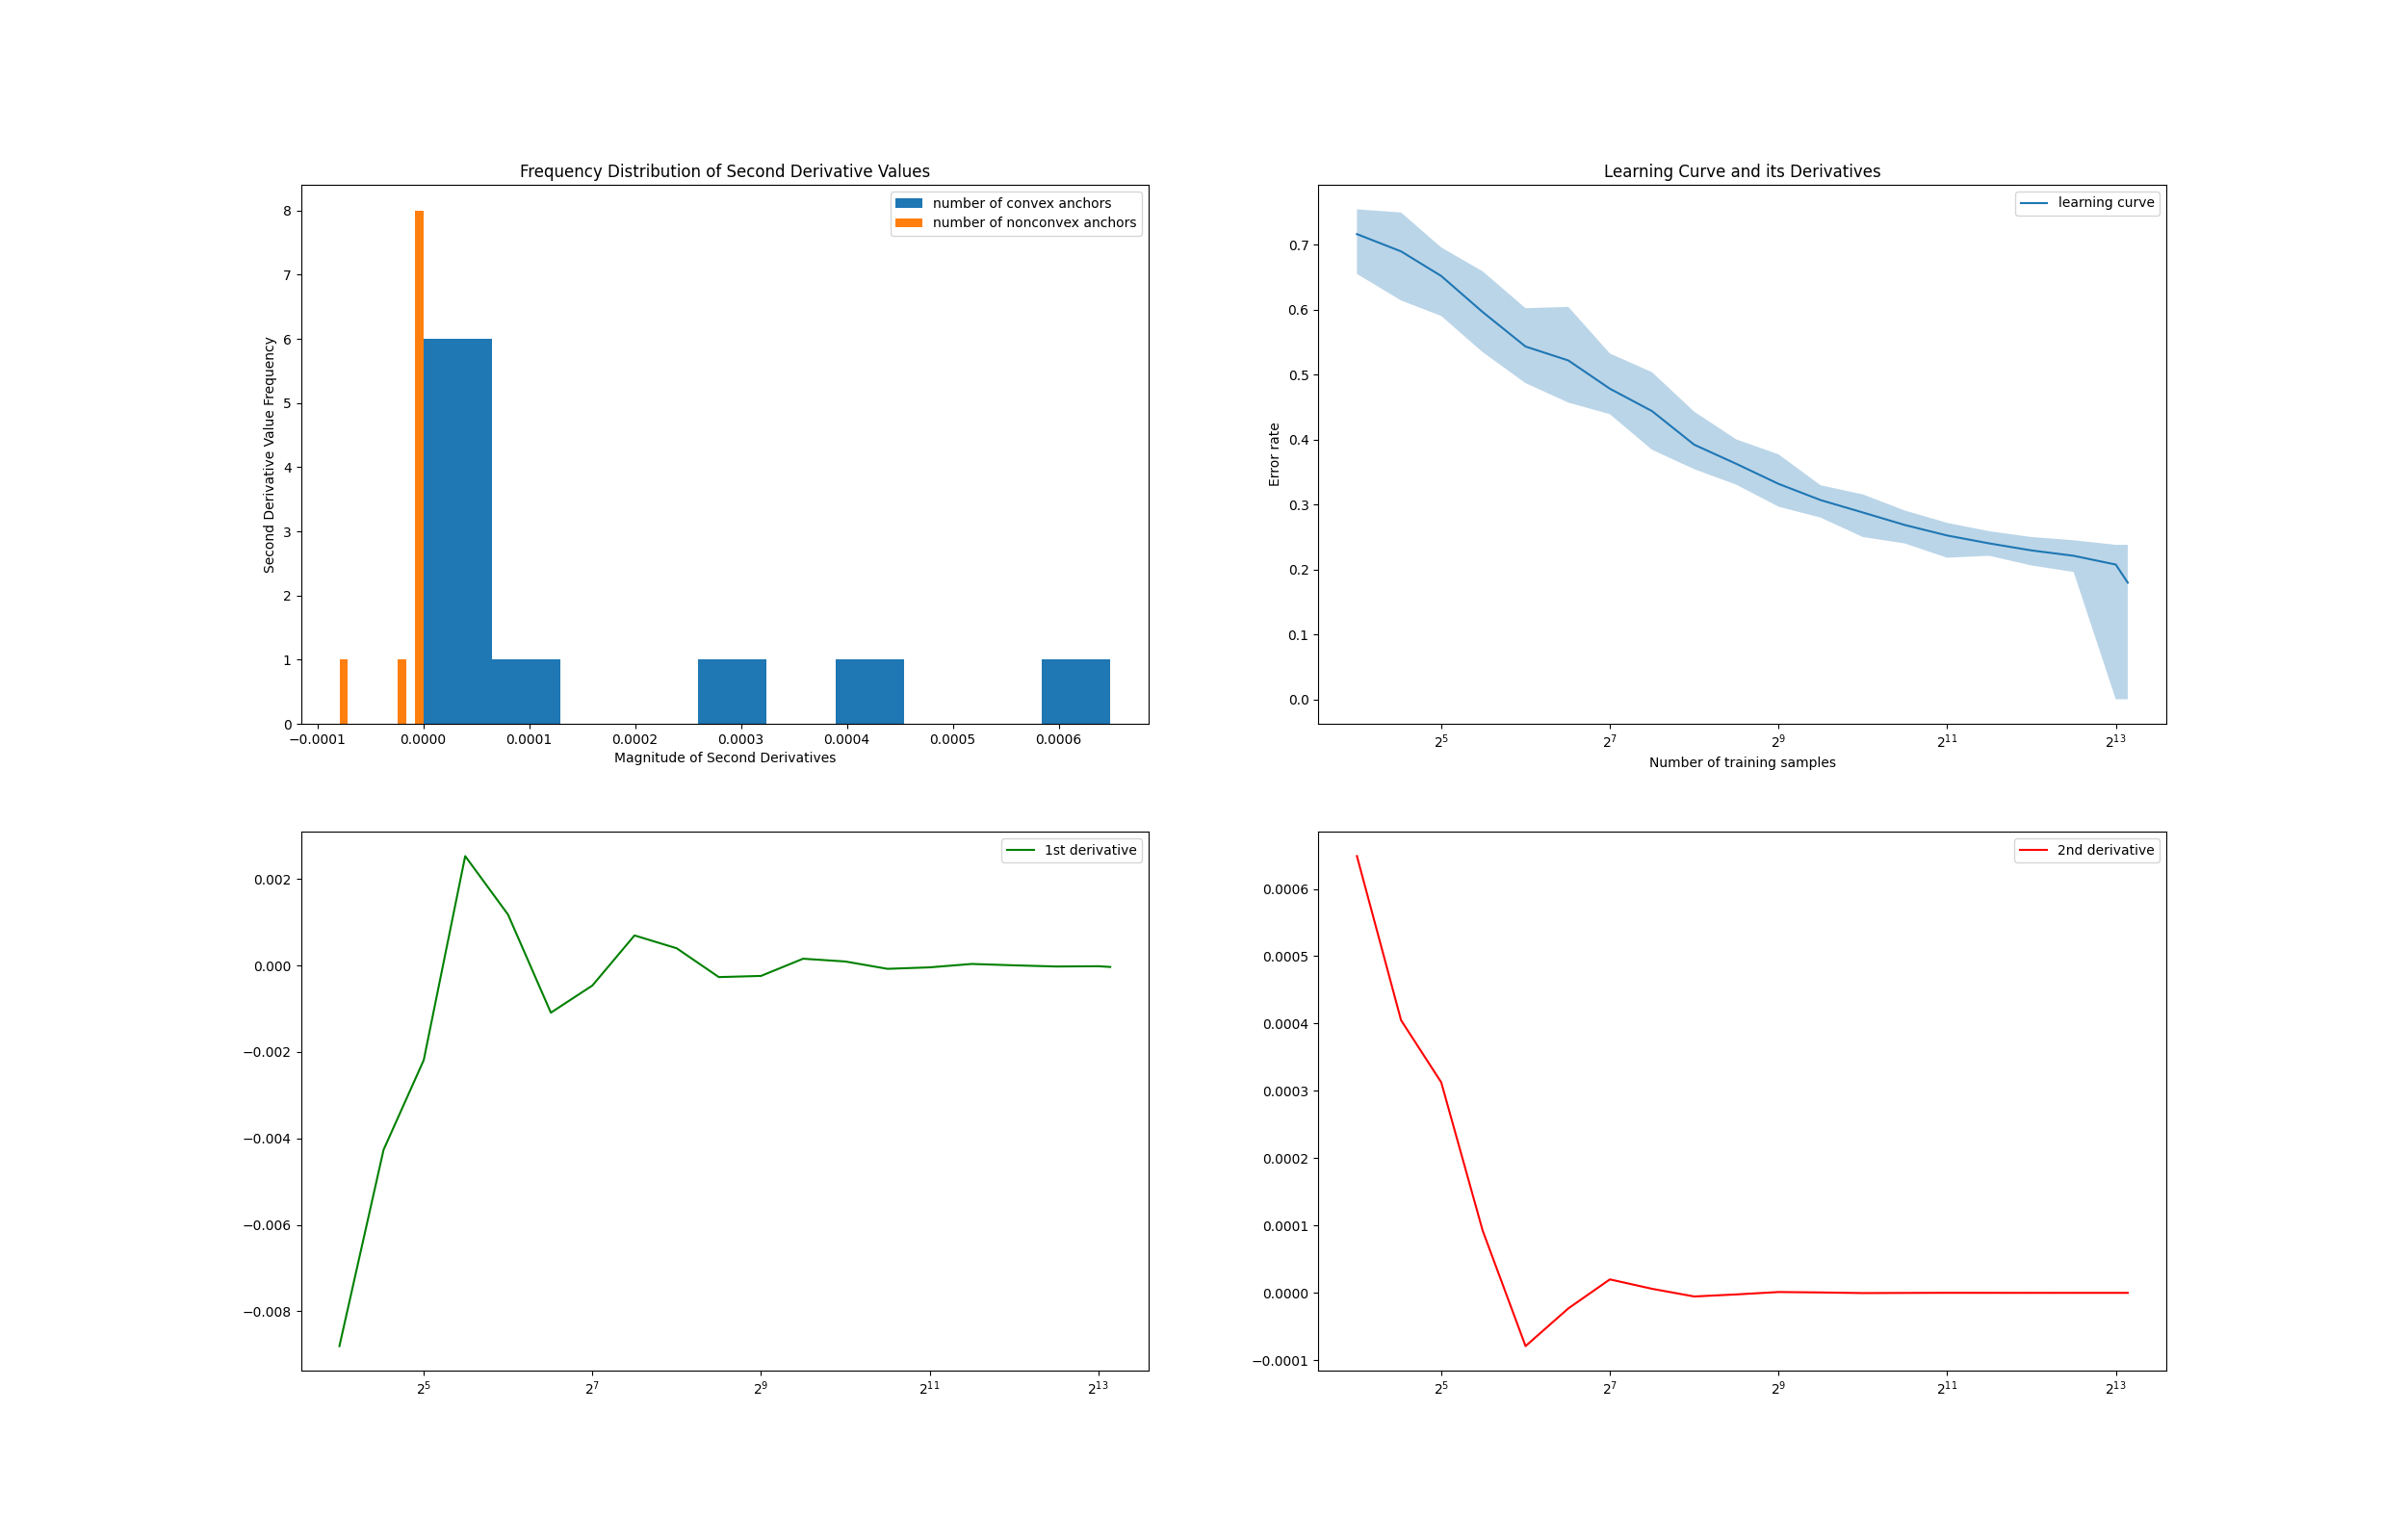 Frequency Distribution of Second Derivative Values
number of convex anchors
number of nonconvex anchors
8
7
6
5
4
3
2
1
0
Second Derivative Value Frequency
−0.0001 0.0000 0.0001 0.0002 0.0003 0.0004 0.0005 0.0006
Magnitude of Second Derivatives
Learning Curve and its Derivatives
learning curve
0.7
0.6
0.5
0.4
0.3
0.2
0.1
0.0
Error rate
2^5 2^7 2^9 2^11 2^13
Number of training samples
1st derivative
0.002
0.000
−0.002
−0.004
−0.006
−0.008
2^5 2^7 2^9 2^11 2^13
2nd derivative
0.0006
0.0005
0.0004
0.0003
0.0002
0.0001
0.0000
−0.0001
2^5 2^7 2^9 2^11 2^13